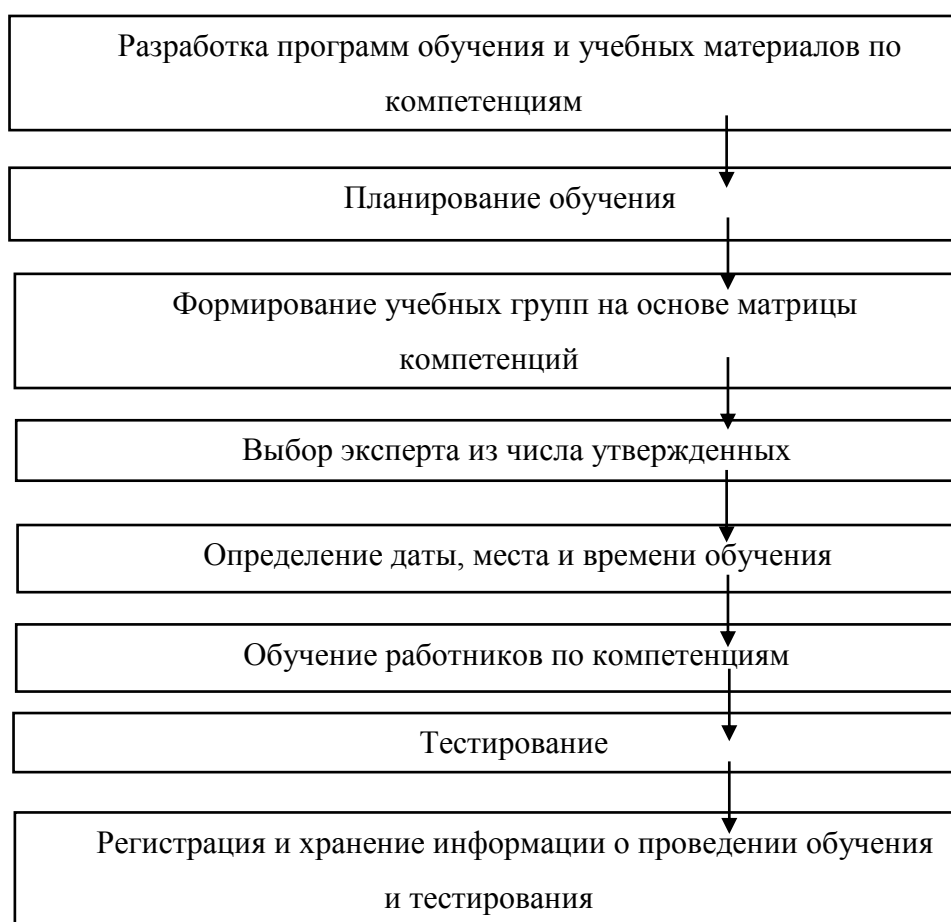 Разработка программ обучения и учебных материалов по
компетенциям
Планирование обучения
Формирование учебных групп на основе матрицы
компетенций
Выбор эксперта из числа утвержденных
Определение даты, места и времени обучения
Обучение работников по компетенциям
Тестирование
Регистрация и хранение информации о проведении обучения
и тестирования